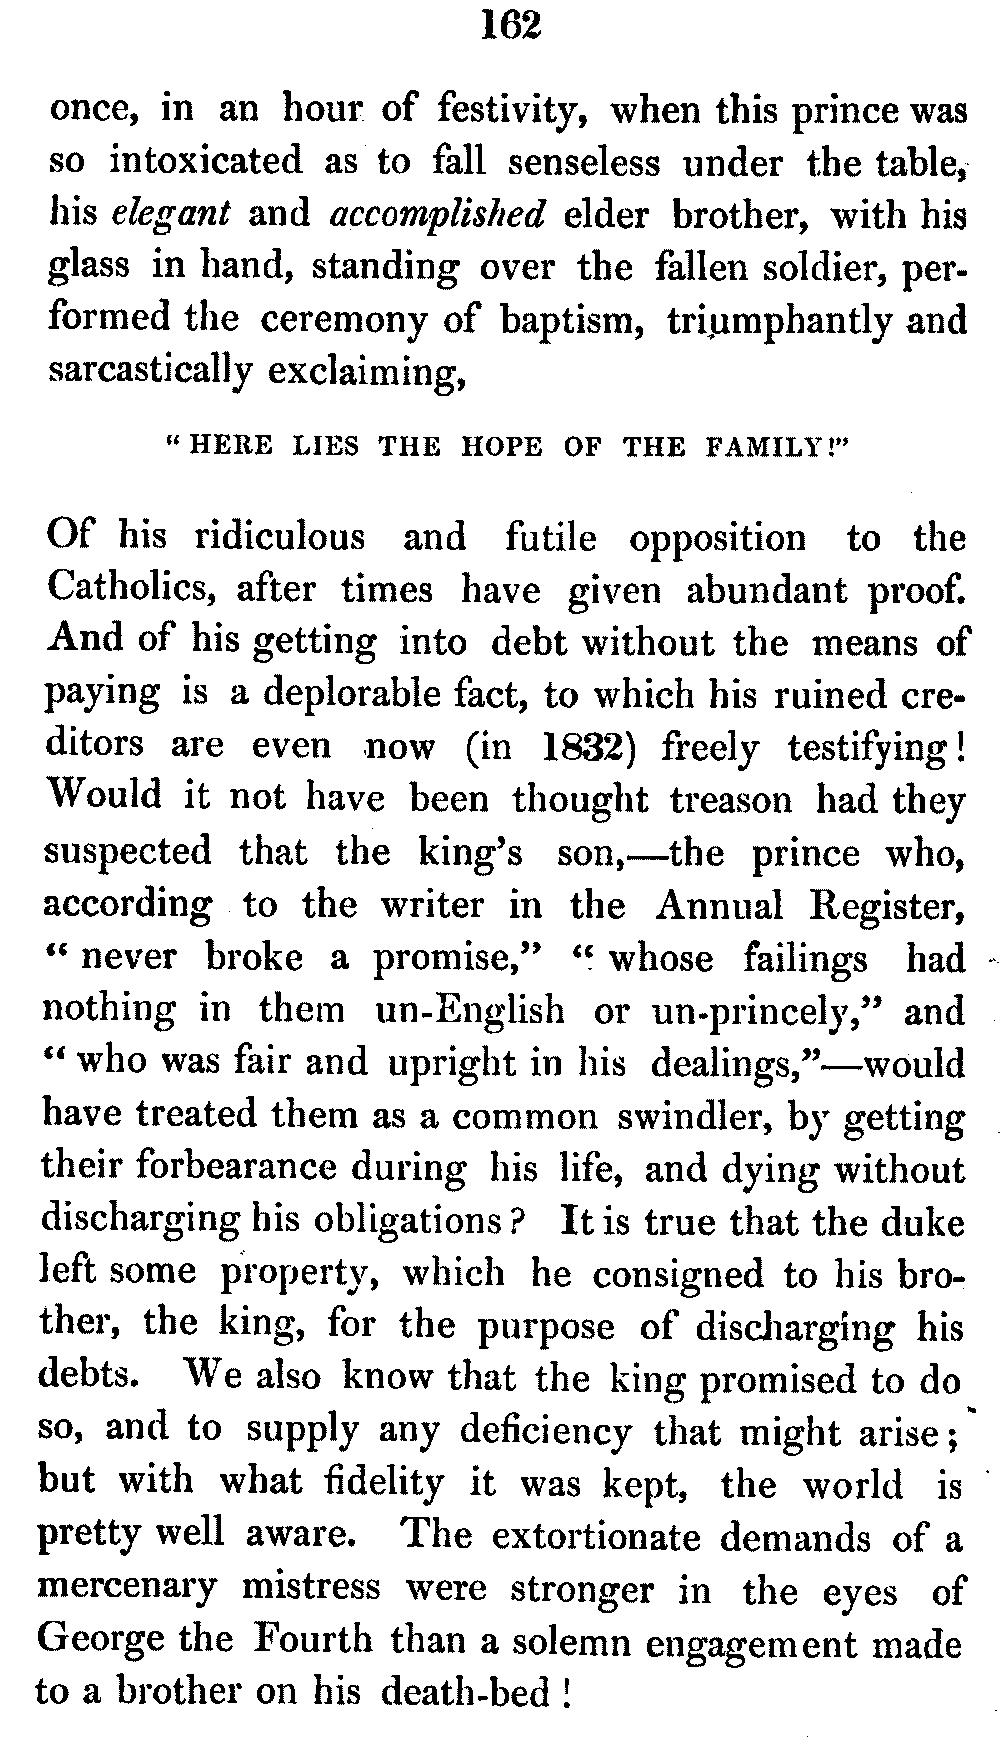 162
once, in an hour of festivity, when this prince was
so intoxicated as to fall senseless under the table,
his elegant and accomplished elder brother, with his
glass in hand, standing over the fallen soldier, per-
formed the ceremony of baptism, triumphantly and
sarcastically exclaiming,
“ HERE LIES THE HOPE OF THE FAMILY!”
Of his ridiculous and futile opposition to the
Catholics, after times have given abundant proof.
And of his getting into debt without the means of
paying is a deplorable fact, to which his ruined cre-
ditors are even now (in 1832) freely testifying!
Would it not have been thought treason had they
suspected that the king’s son,—the prince who,
according to the writer in the Annual Register,
“ never broke a promise,” “ whose failings had
nothing in them un-English or un-princely,” and
“ who was fair and upright in his dealings,”—would
have treated them as a common swindler, by getting
their forbearance during his life, and dying without
discharging his obligations? It is true that the duke
left some property, which he consigned to his bro-
ther, the king, for the purpose of discharging his
debts. We also know that the king promised to do
so, and to supply any deficiency that might arise;
but with what fidelity it was kept, the world is
pretty well aware. The extortionate demands of a
mercenary mistress were stronger in the eyes of
George the Fourth than a solemn engagement made
to a brother on his death-bed !